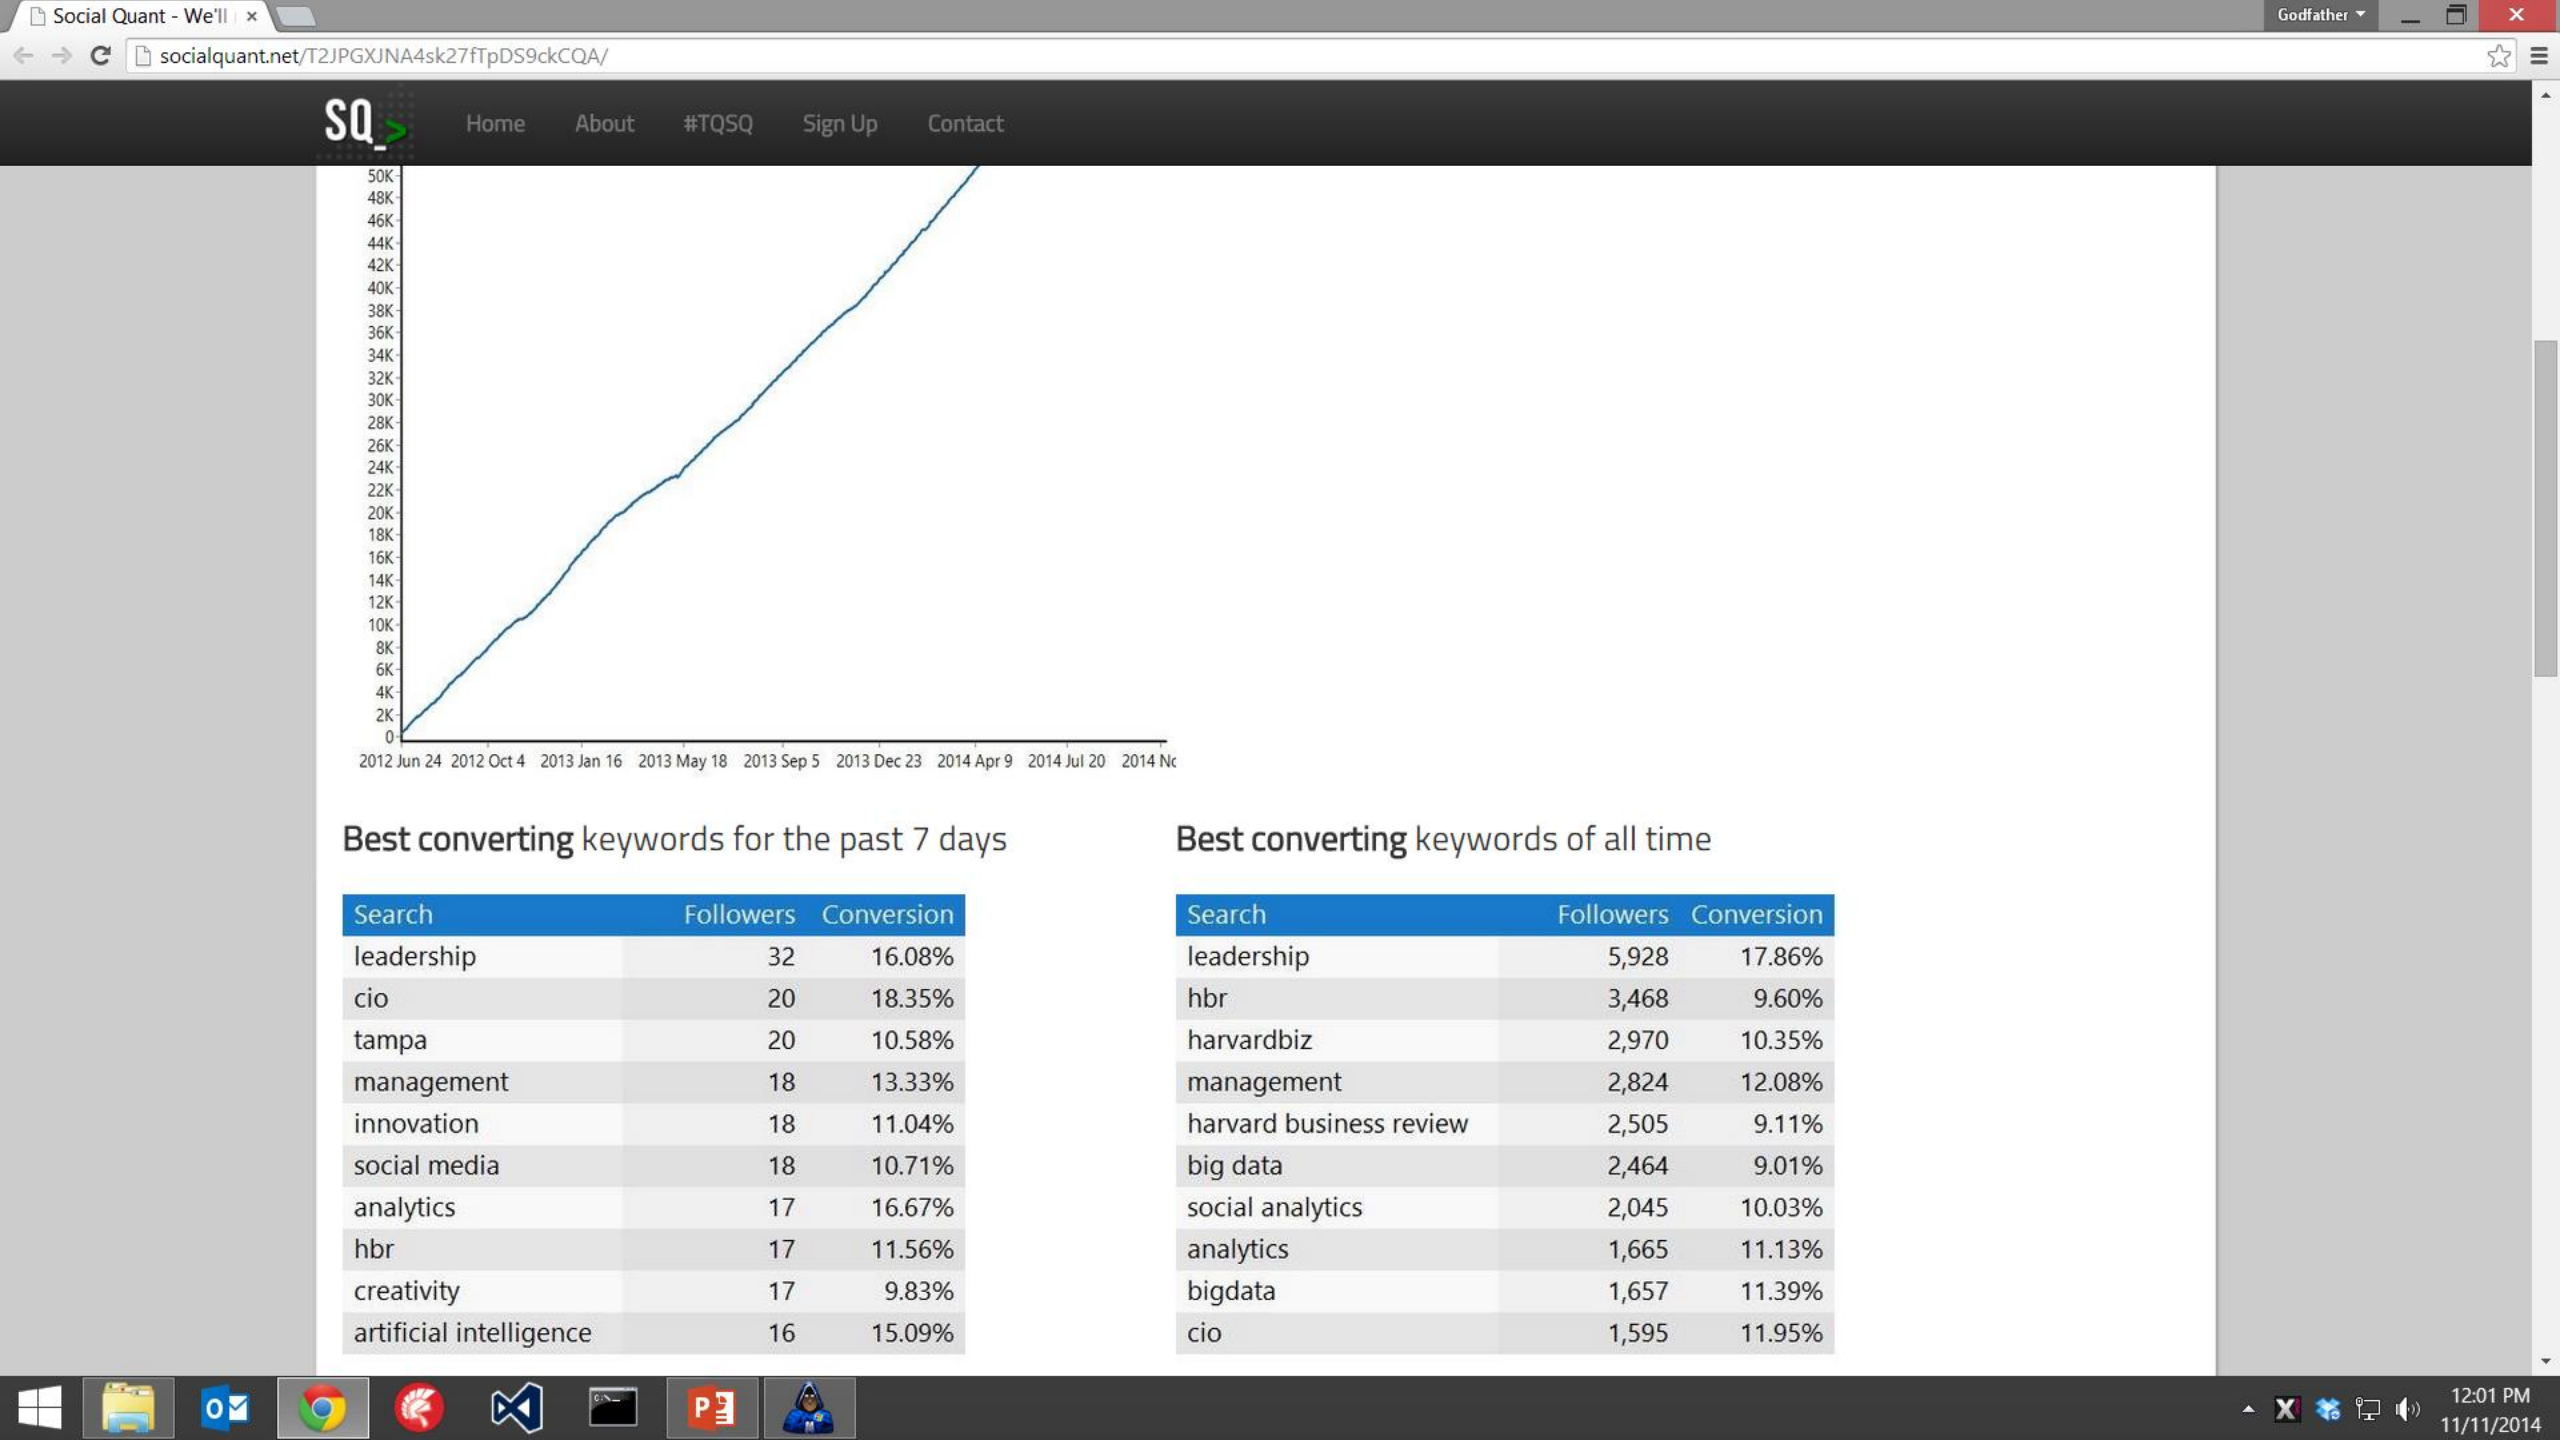 Social Quant - We'll
Godfather
socialquant.net/T2JPGXJNA4sk27fTpDS9ckCQA/
SQ_>
Home About #TQSQ Sign Up Contact
50K
48K
46K
44K
42K
40K
38K
36K
34K
32K
30K
28K
26K
24K
22K
20K
18K
16K
14K
12K
10K
8K
6K
4K
2K
0
2012 Jun 24 2012 Oct 4 2013 Jan 16 2013 May 18 2013 Sep 5 2013 Dec 23 2014 Apr 9 2014 Jul 20 2014 Nc
Best converting keywords for the past 7 days
Search Followers Conversion
leadership 32 16.08%
cio 20 18.35%
tampa 20 10.58%
management 18 13.33%
innovation 18 11.04%
social media 18 10.71%
analytics 17 16.67%
hbr 17 11.56%
creativity 17 9.83%
artificial intelligence 16 15.09%
Best converting keywords of all time
Search Followers Conversion
leadership 5,928 17.86%
hbr 3,468 9.60%
harvardbiz 2,970 10.35%
management 2,824 12.08%
harvard business review 2,505 9.11%
big data 2,464 9.01%
social analytics 2,045 10.03%
analytics 1,665 11.13%
bigdata 1,657 11.39%
cio 1,595 11.95%
12:01 PM
11/11/2014